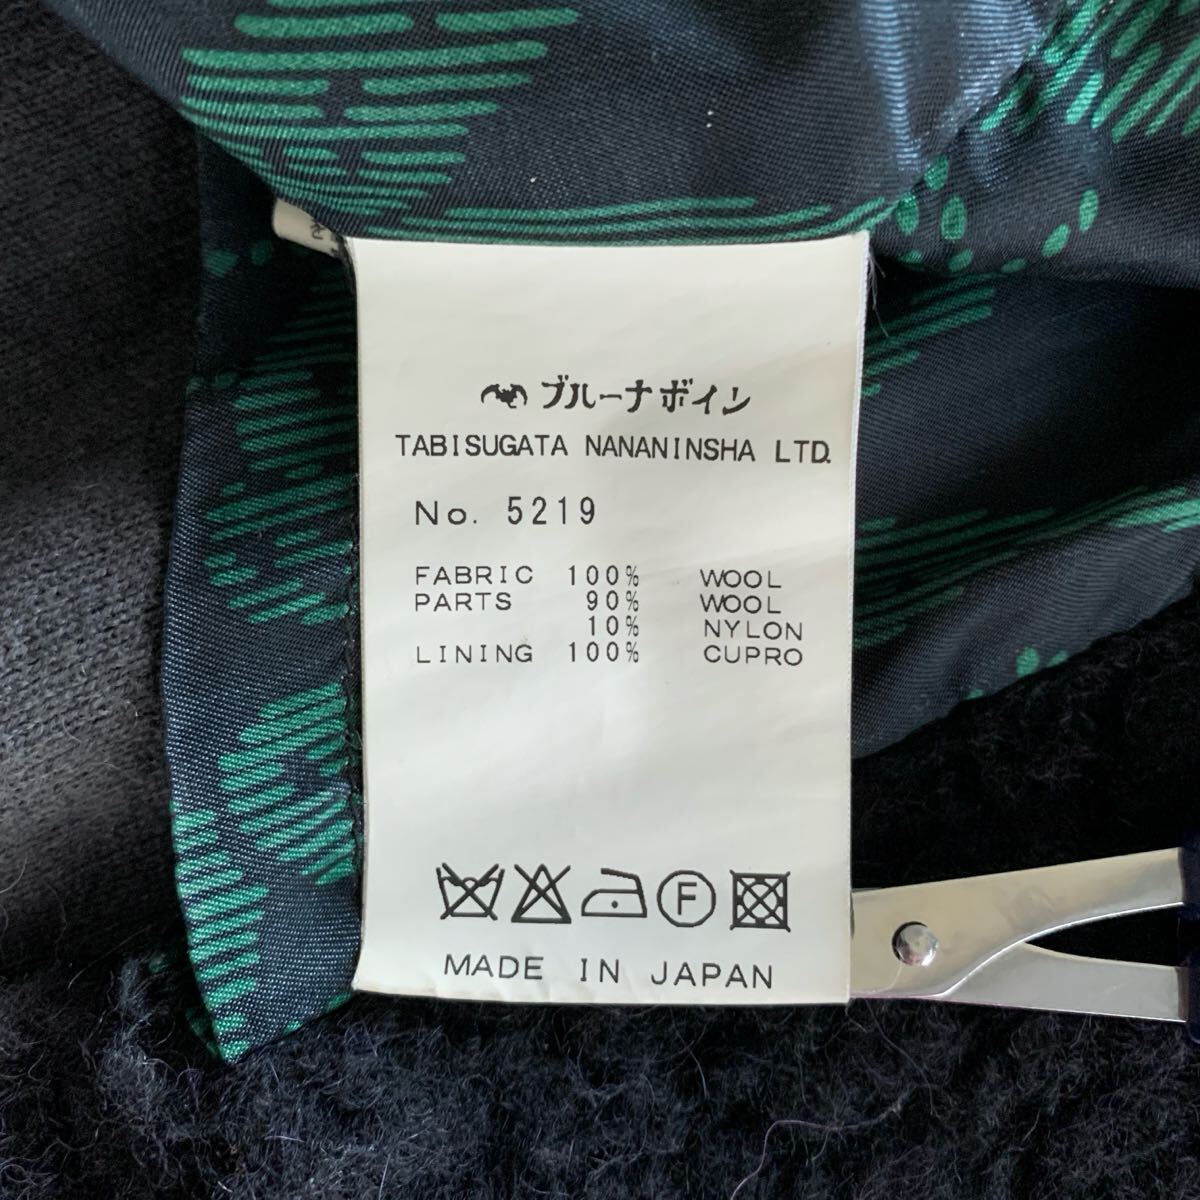 ブルーナボイン
TABISUGATA NANANINSHA LTD.
No. 5219
FABRIC 100% WOOL
PARTS 90% WOOL
10% NYLON
LINING 100% CUPRO
F
MADE IN JAPAN